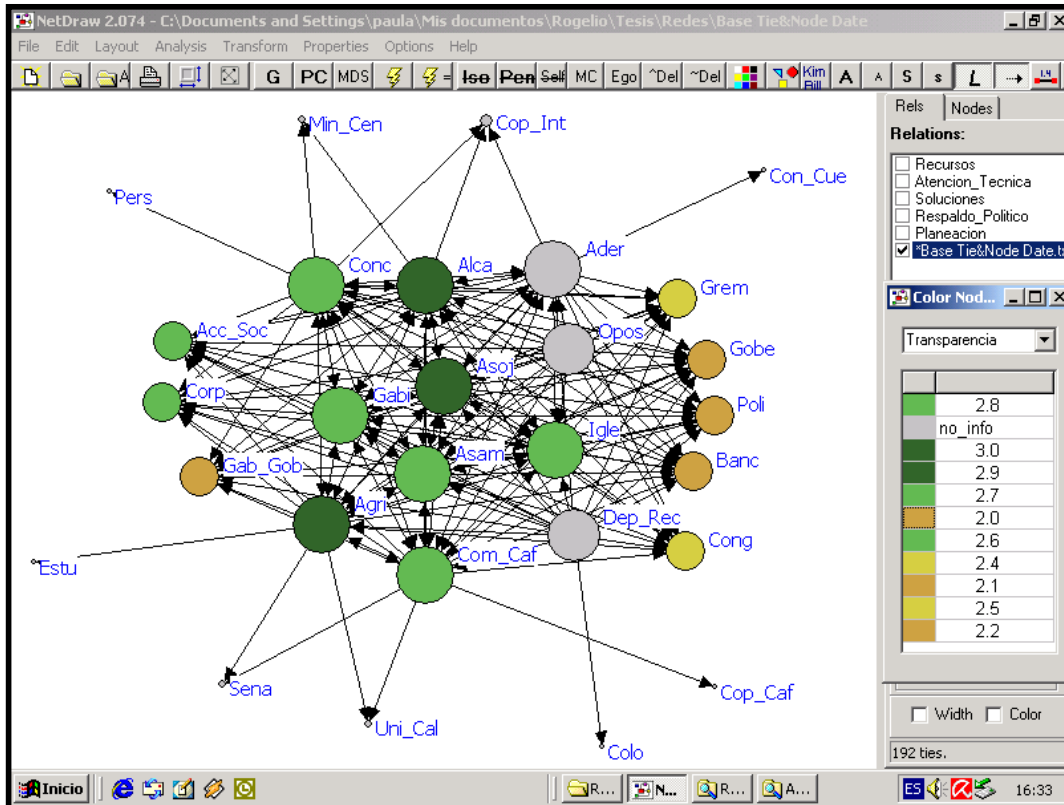 NetDraw 2.074 - C:\Documents and Settings\paula\Mis documentos\Rogelio\Tesis\Redes\Base Tie&Node Date
File Edit Layout Analysis Transform Properties Options Help
A G PC MDS = Iso Pen Self MC Ego ^Del ~Del Kim Bill A A S s L
Rels Nodes
Relations:
Recursos
Atencion_Tecnica
Soluciones
Respaldo_Politico
Planeacion
*Base Tie&Node Date.t
Min_Cen
Cop_Int
Con_Cue
Pers
Ader
Conc
Alca
Grem
Acc_Soc
Opos
Gobe
Asoj
Corp
Gabi
Poli
Igle
Asam
Banc
Gab_Gob
Agri
Dep_Rec
Com_Caf
Cong
Estu
Sena
Cop_Caf
Uni_Cal
Colo
Color Nod...
Transparencia
2.8
no_info
3.0
2.9
2.7
2.0
2.6
2.4
2.1
2.5
2.2
Width Color
192 ties.
Inicio R... N... R... A... ES 16:33